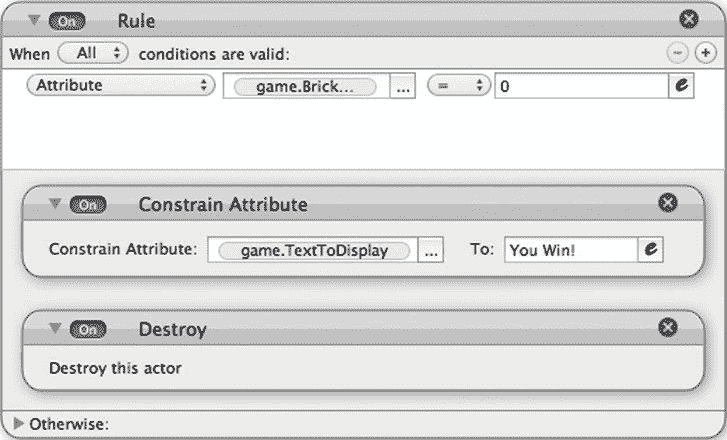 On Rule
When All conditions are valid: − +
Attribute game.Brick... ... = 0 e
On Constrain Attribute
Constrain Attribute: game.TextToDisplay ... To: You Win! e
On Destroy
Destroy this actor
Otherwise: